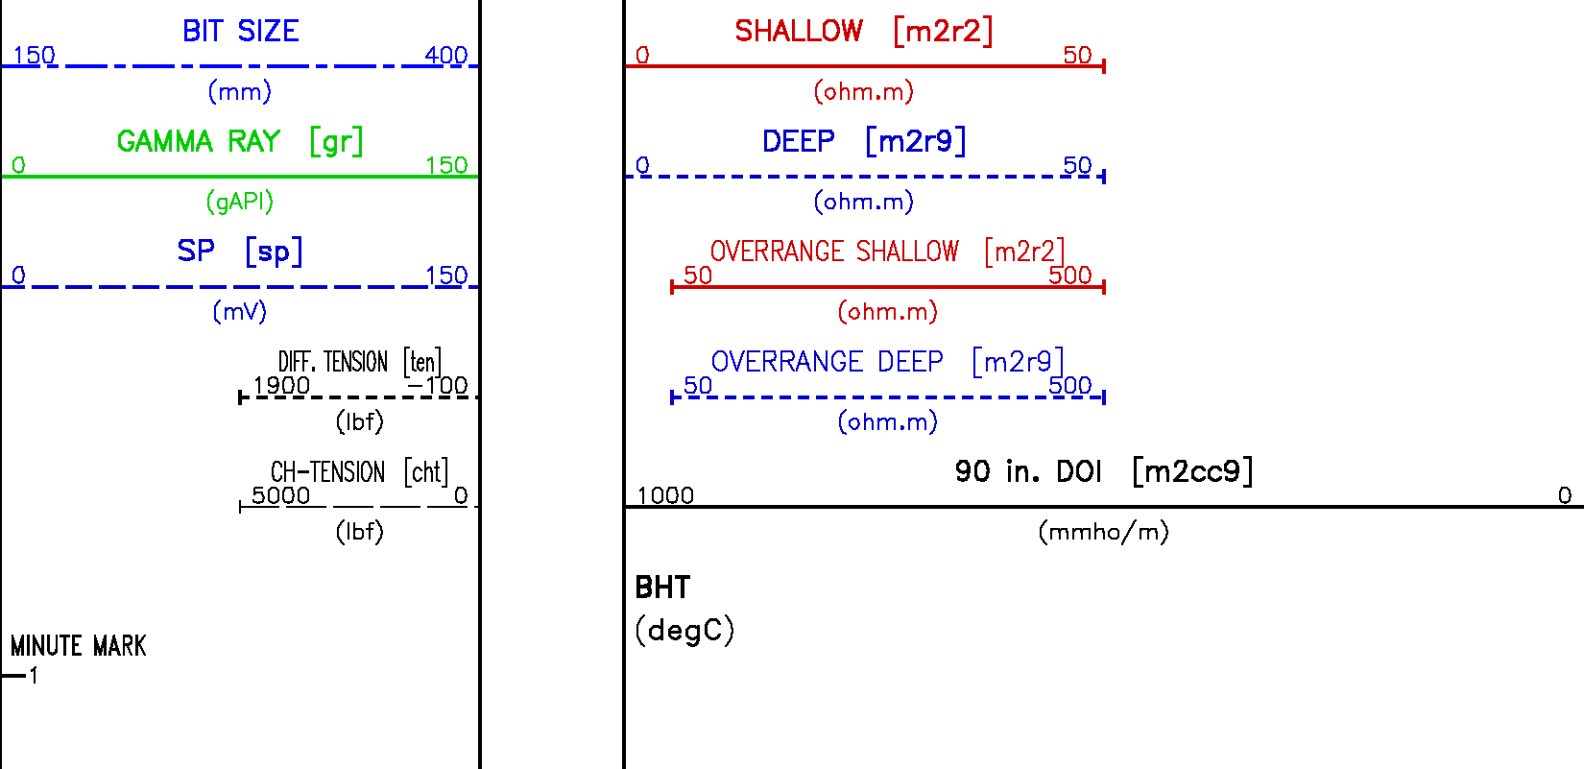 BIT SIZE
150 400
(mm)
GAMMA RAY [gr]
0 150
(gAPI)
SP [sp]
0 150
(mV)
DIFF. TENSION [ten]
1900 -100
(lbf)
CH-TENSION [cht]
5000 0
(lbf)
MINUTE MARK
1
SHALLOW [m2r2]
0 50
(ohm.m)
DEEP [m2r9]
0 50
(ohm.m)
OVERRANGE SHALLOW [m2r2]
50 500
(ohm.m)
OVERRANGE DEEP [m2r9]
50 500
(ohm.m)
90 in. DOI [m2cc9]
1000 0
(mmho/m)
BHT
(degC)